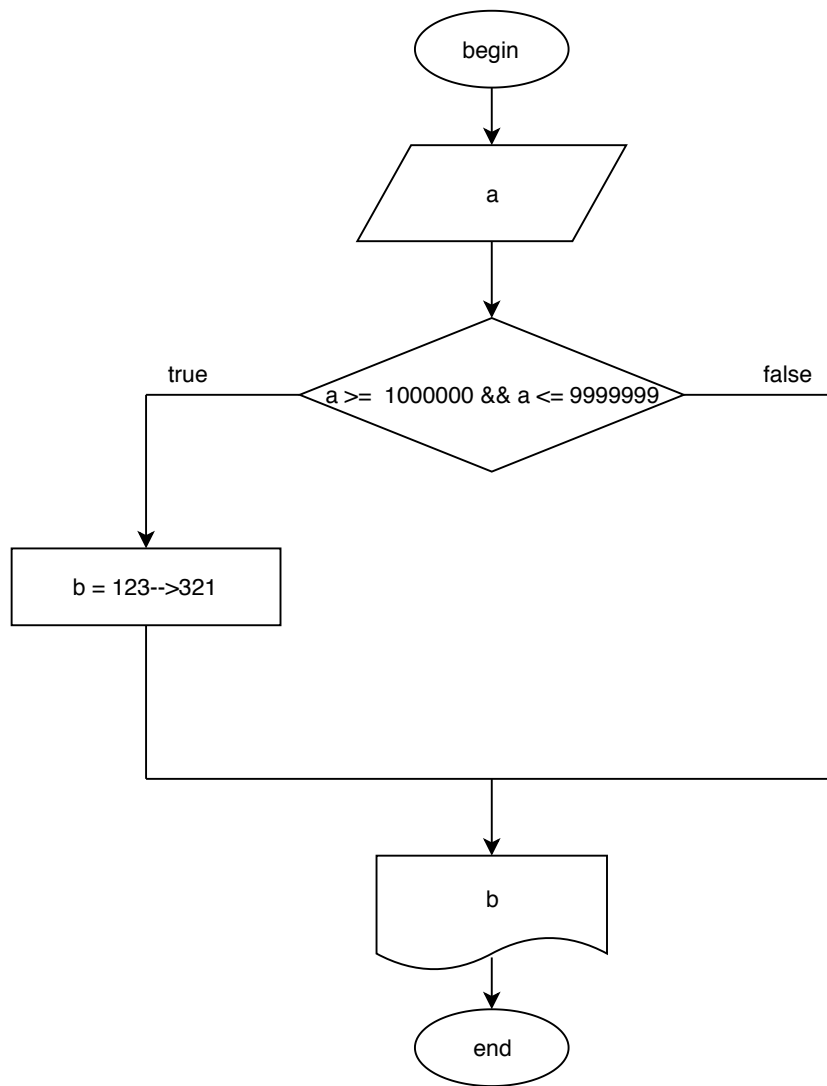 begin
a
true
false
a >=  1000000 && a <= 9999999
b = 123-->321
b
end